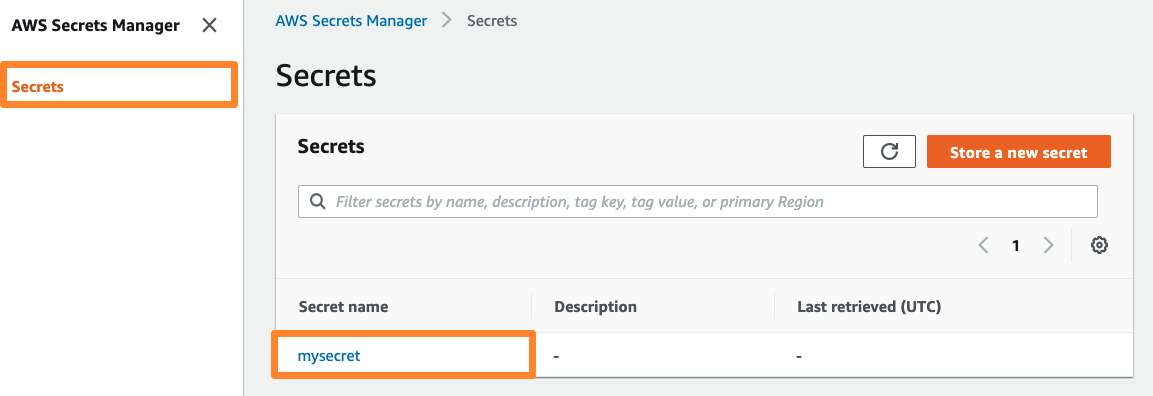 AWS Secrets Manager
Secrets
AWS Secrets Manager > Secrets
Secrets
Secrets
Store a new secret
Filter secrets by name, description, tag key, tag value, or primary Region
1
Secret name Description Last retrieved (UTC)
mysecret - -